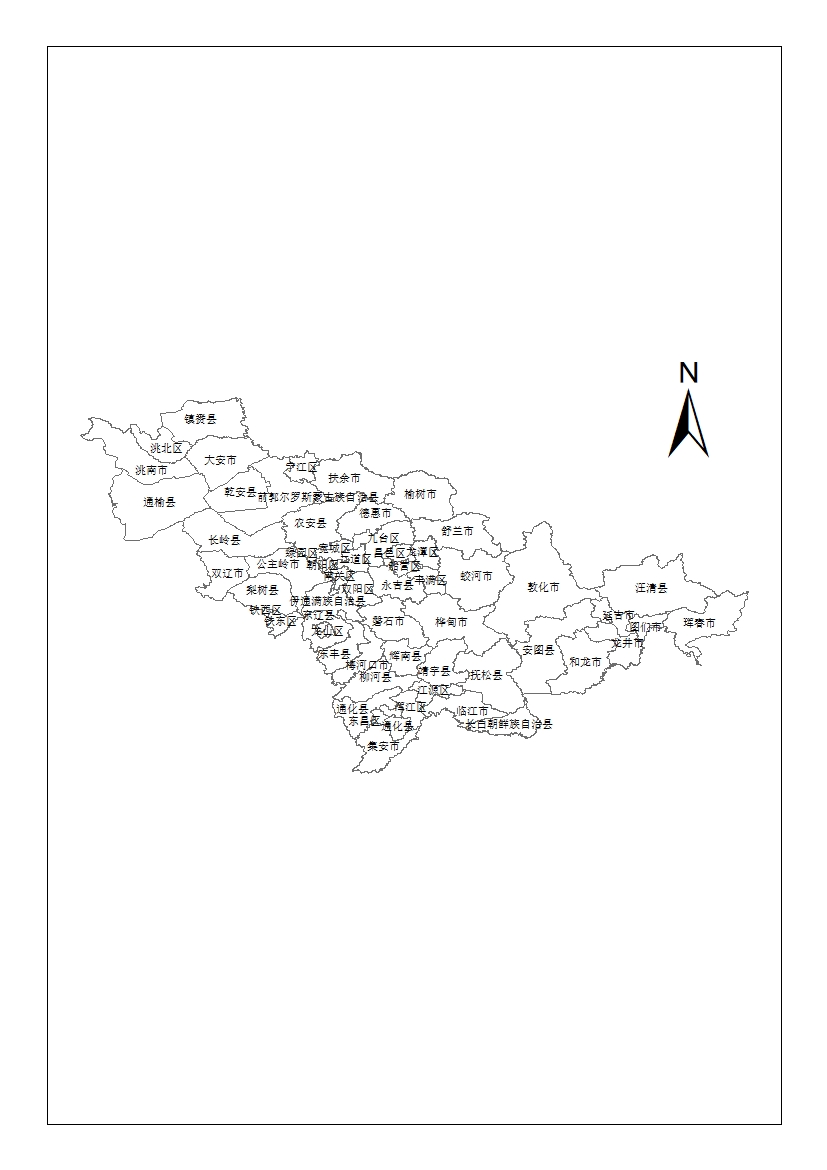 N
镇赉县
洮北区
大安市
洮南市
宁江区
扶余市
乾安县
前郭尔罗斯蒙古族自治县
榆树市
通榆县
德惠市
农安县
舒兰市
长岭县
九台区
宽城区
绿园区
昌邑区
龙潭区
二道区
公主岭市
朝阳区
船营区
双辽市
南关区
蛟河市
丰满区
永吉县
敦化市
汪清县
梨树县
双阳区
伊通满族自治县
铁西区
东辽县
延吉市
铁东区
磐石市
桦甸市
珲春市
图们市
龙山区
龙井市
安图县
东丰县
辉南县
和龙市
梅河口市
靖宇县
抚松县
柳河县
江源区
通化县
浑江区
临江市
东昌区
长白朝鲜族自治县
通化县
集安市